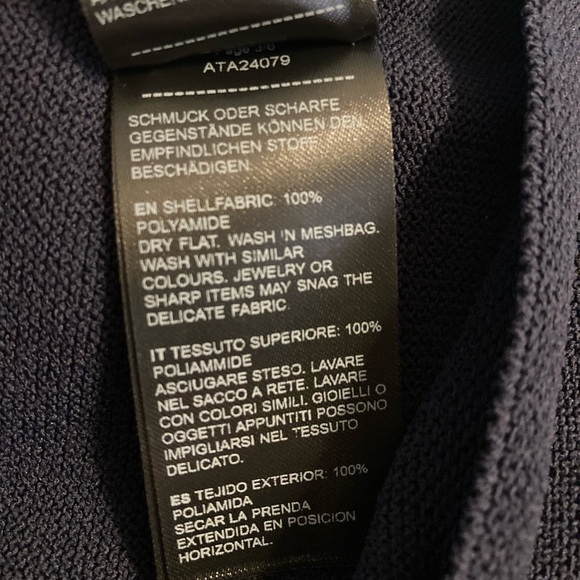 WASCHEN
Page 3/6
ATA24079
SCHMUCK ODER SCHARFE
GEGENSTÄNDE KÖNNEN DEN
EMPFINDLICHEN STOFF
BESCHÄDIGEN.
EN SHELLFABRIC: 100%
POLYAMIDE
DRY FLAT. WASH 'N MESHBAG.
WASH WITH SIMILAR
COLOURS. JEWELRY OR
SHARP ITEMS MAY SNAG THE
DELICATE FABRIC.
IT TESSUTO SUPERIORE: 100%
POLIAMMIDE
ASCIUGARE STESO. LAVARE
NEL SACCO A RETE. LAVARE
CON COLORI SIMILI. GIOIELLI O
OGGETTI APPUNTITI POSSONO
IMPIGLIARSI NEL TESSUTO
DELICATO.
ES TEJIDO EXTERIOR: 100%
POLIAMIDA
SECAR LA PRENDA
EXTENDIDA EN POSICION
HORIZONTAL.